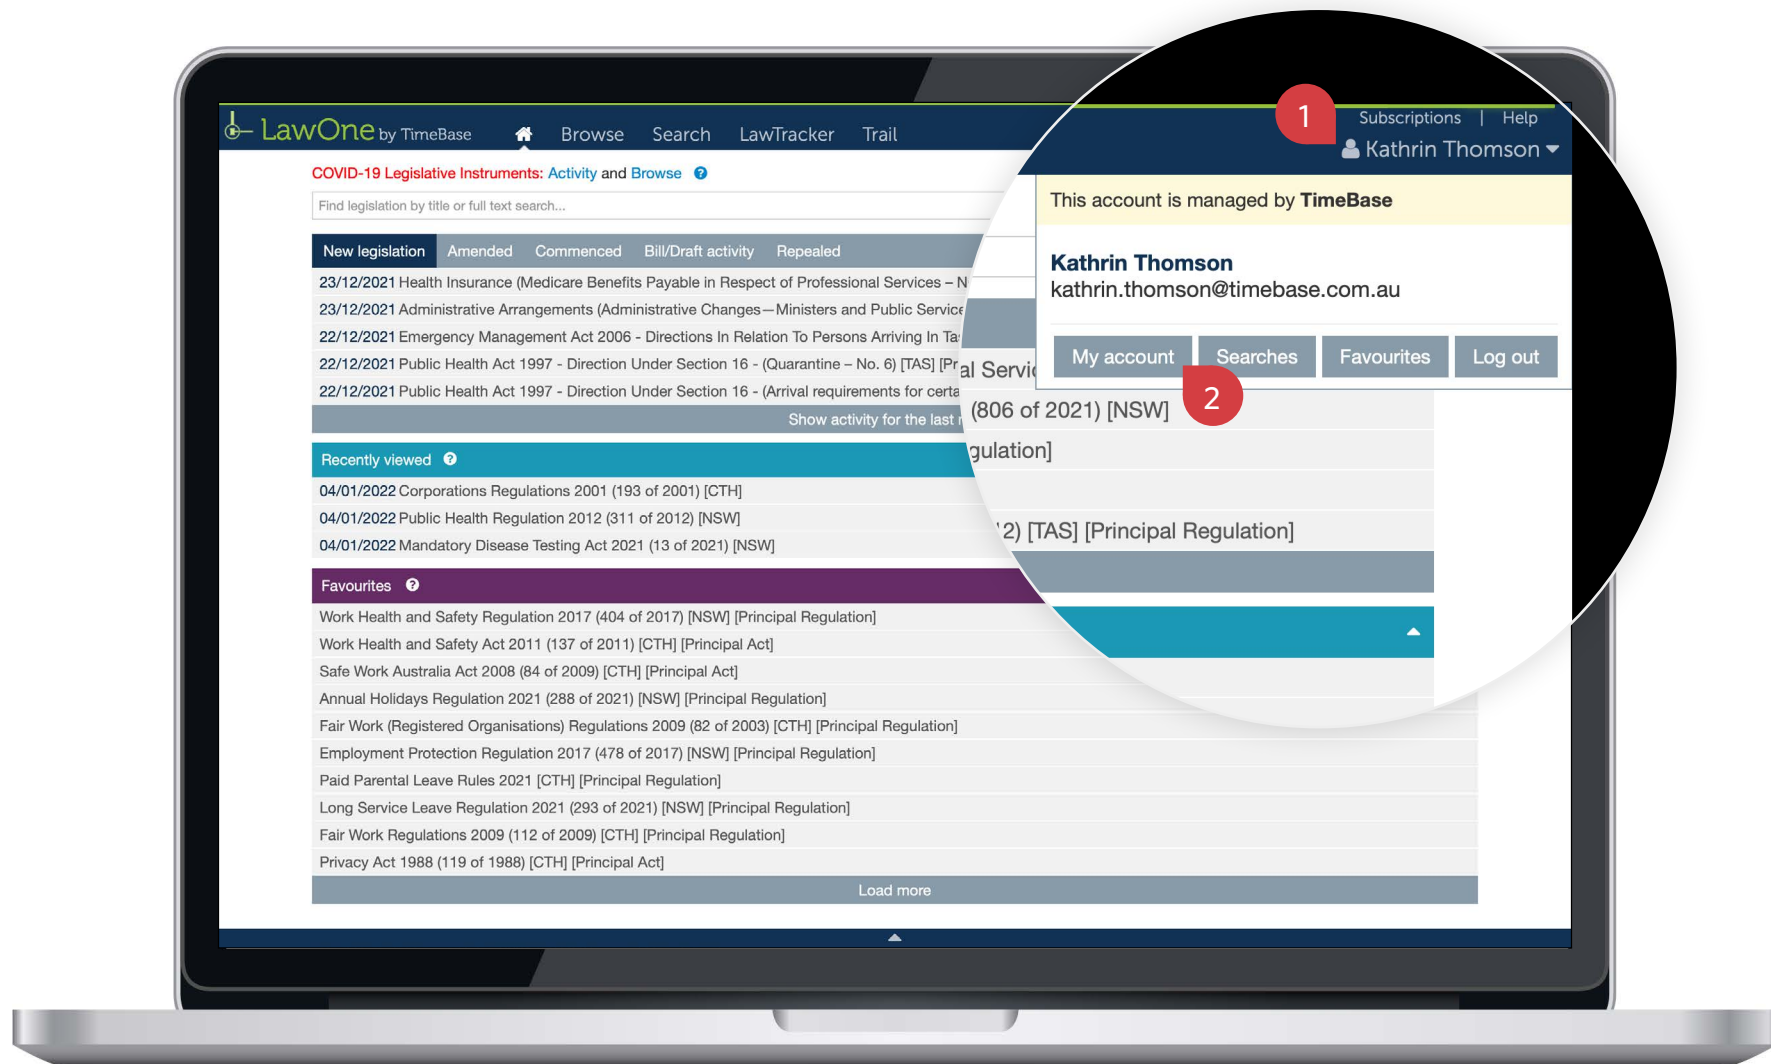 LawOne by TimeBase
Browse Search LawTracker Trail
1
Subscriptions | Help
Kathrin Thomson
COVID-19 Legislative Instruments: Activity and Browse ?
Find legislation by title or full text search...
This account is managed by TimeBase
Kathrin Thomson
kathrin.thomson@timebase.com.au
My account Searches Favourites Log out
2
New legislation Amended Commenced Bill/Draft activity Repealed
23/12/2021 Health Insurance (Medicare Benefits Payable in Respect of Professional Services –
23/12/2021 Administrative Arrangements (Administrative Changes—Ministers and Public Service
22/12/2021 Emergency Management Act 2006 - Directions In Relation To Persons Arriving In
22/12/2021 Public Health Act 1997 - Direction Under Section 16 - (Quarantine – No. 6) [TAS]
22/12/2021 Public Health Act 1997 - Direction Under Section 16 - (Arrival requirements for
Show activity for the last
(806 of 2021) [NSW]
[TAS] [Principal Regulation]
Recently viewed ?
04/01/2022 Corporations Regulations 2001 (193 of 2001) [CTH]
04/01/2022 Public Health Regulation 2012 (311 of 2012) [NSW]
04/01/2022 Mandatory Disease Testing Act 2021 (13 of 2021) [NSW]
Favourites ?
Work Health and Safety Regulation 2017 (404 of 2017) [NSW] [Principal Regulation]
Work Health and Safety Act 2011 (137 of 2011) [CTH] [Principal Act]
Safe Work Australia Act 2008 (84 of 2009) [CTH] [Principal Act]
Annual Holidays Regulation 2021 (288 of 2021) [NSW] [Principal Regulation]
Fair Work (Registered Organisations) Regulations 2009 (82 of 2003) [CTH] [Principal Regulation]
Employment Protection Regulation 2017 (478 of 2017) [NSW] [Principal Regulation]
Paid Parental Leave Rules 2021 [CTH] [Principal Regulation]
Long Service Leave Regulation 2021 (293 of 2021) [NSW] [Principal Regulation]
Fair Work Regulations 2009 (112 of 2009) [CTH] [Principal Regulation]
Privacy Act 1988 (119 of 1988) [CTH] [Principal Act]
Load more